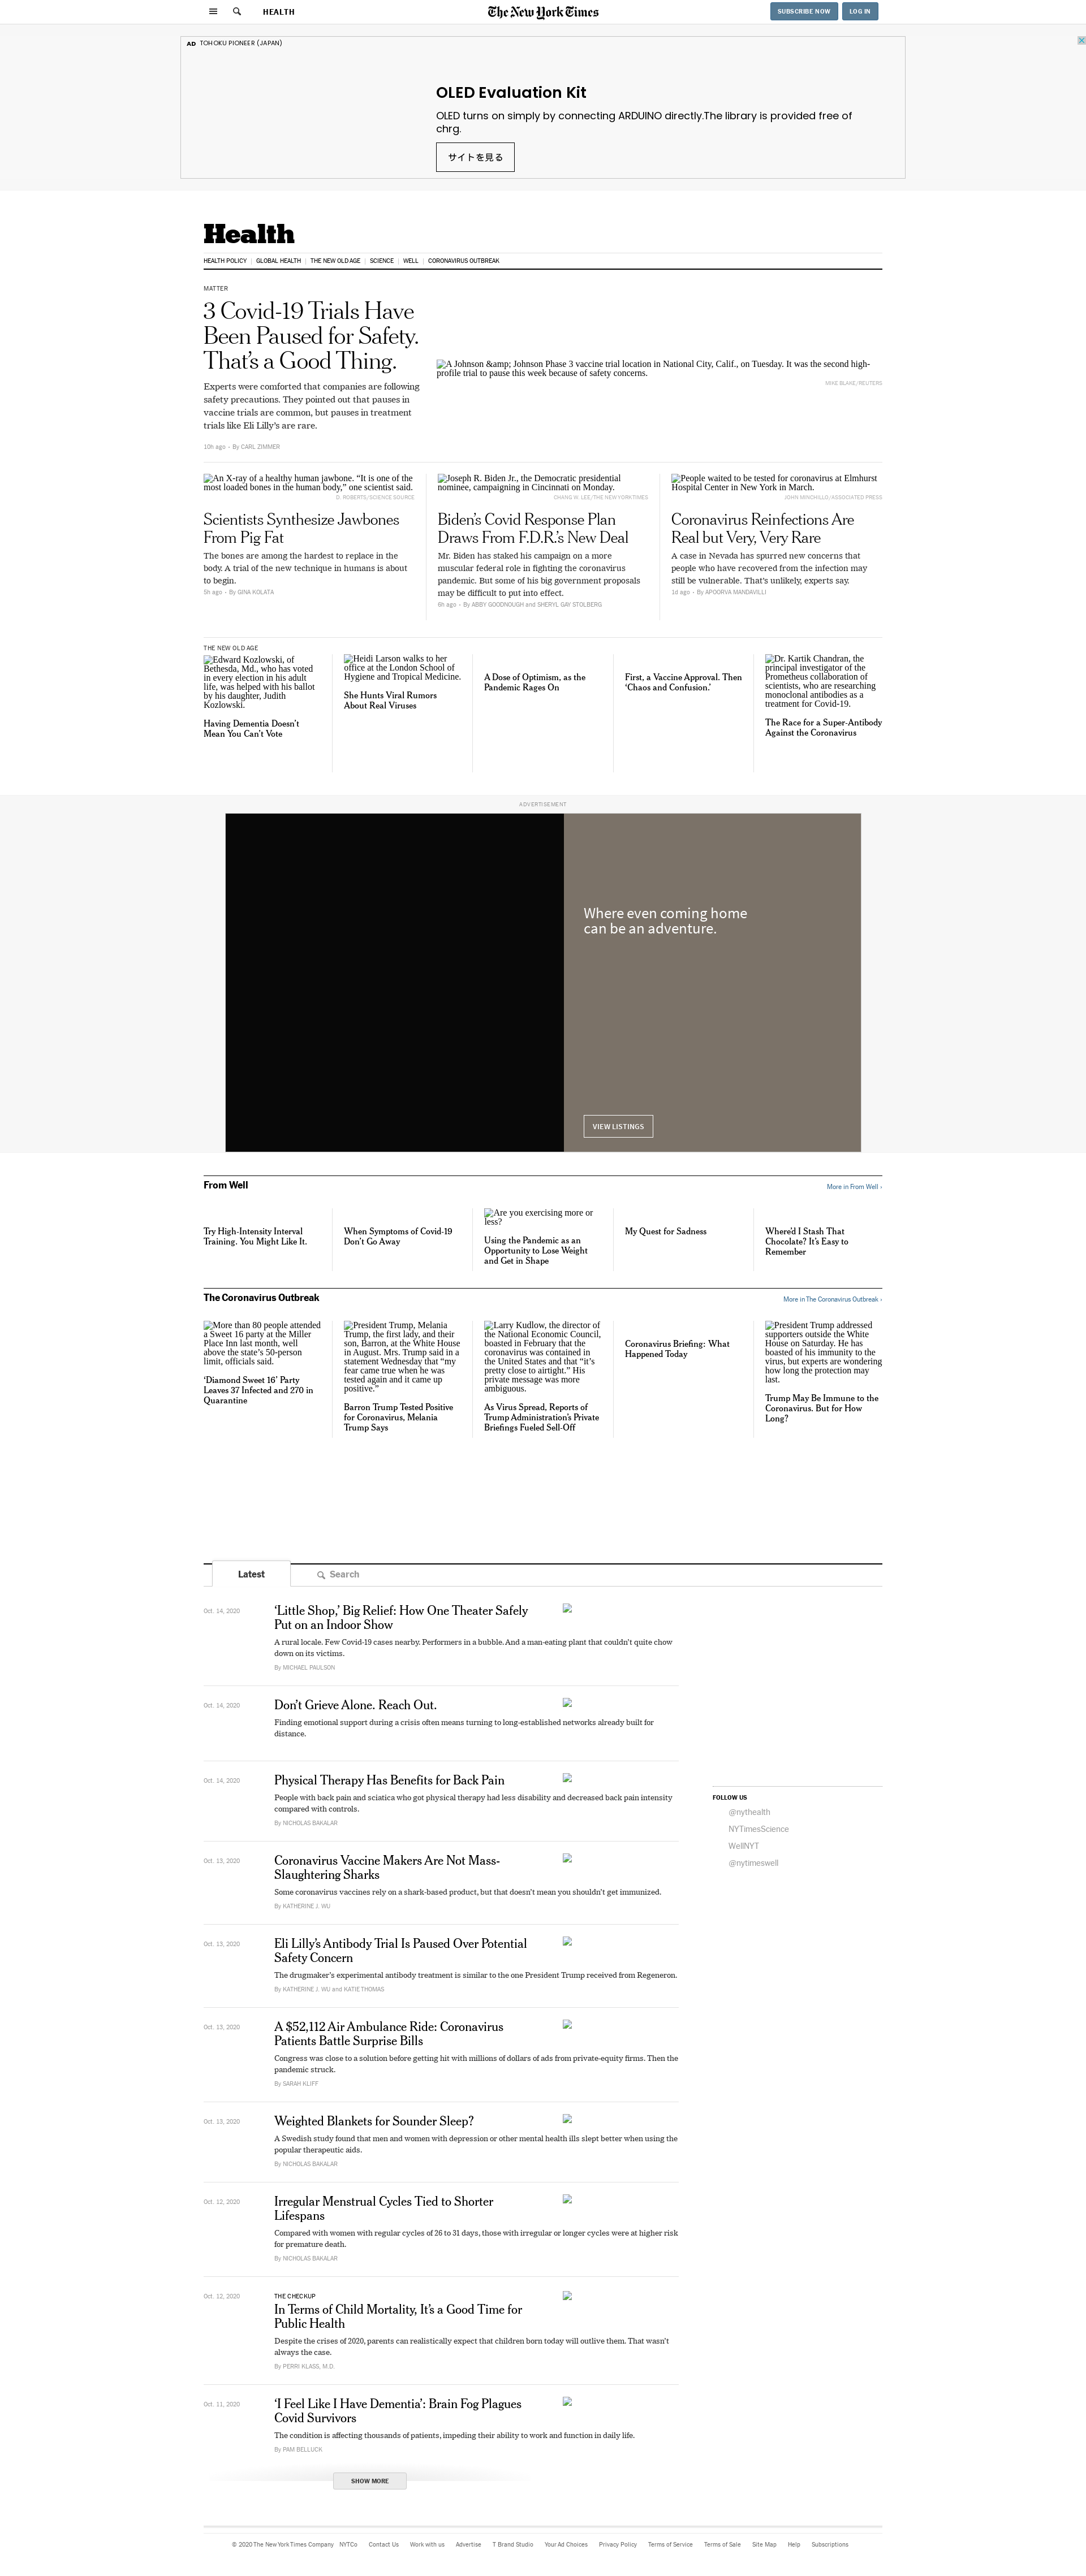 HEALTH
The New York Times
SUBSCRIBE NOW
LOG IN
AD TOHOKU PIONEER (JAPAN)
OLED Evaluation Kit
OLED turns on simply by connecting ARDUINO directly.The library is provided free of
chrg.
サイトを見る
Health
HEALTH POLICY
GLOBAL HEALTH
THE NEW OLD AGE
SCIENCE
WELL
CORONAVIRUS OUTBREAK
MATTER
3 Covid-19 Trials Have
Been Paused for Safety.
That’s a Good Thing.
Experts were comforted that companies are following
safety precautions. They pointed out that pauses in
vaccine trials are common, but pauses in treatment
trials like Eli Lilly’s are rare.
10h ago - By CARL ZIMMER
A Johnson &amp; Johnson Phase 3 vaccine trial location in National City, Calif., on Tuesday. It was the second high-
profile trial to pause this week because of safety concerns.
MIKE BLAKE/REUTERS
An X-ray of a healthy human jawbone. “It is one of the
most loaded bones in the human body,” one scientist said.
D. ROBERTS/SCIENCE SOURCE
Scientists Synthesize Jawbones
From Pig Fat
The bones are among the hardest to replace in the
body. A trial of the new technique in humans is about
to begin.
5h ago - By GINA KOLATA
Joseph R. Biden Jr., the Democratic presidential
nominee, campaigning in Cincinnati on Monday.
CHANG W. LEE/THE NEW YORK TIMES
Biden’s Covid Response Plan
Draws From F.D.R.’s New Deal
Mr. Biden has staked his campaign on a more
muscular federal role in fighting the coronavirus
pandemic. But some of his big government proposals
may be difficult to put into effect.
6h ago - By ABBY GOODNOUGH and SHERYL GAY STOLBERG
People waited to be tested for coronavirus at Elmhurst
Hospital Center in New York in March.
JOHN MINCHILLO/ASSOCIATED PRESS
Coronavirus Reinfections Are
Real but Very, Very Rare
A case in Nevada has spurred new concerns that
people who have recovered from the infection may
still be vulnerable. That’s unlikely, experts say.
1d ago - By APOORVA MANDAVILLI
THE NEW OLD AGE
Edward Kozlowski, of
Bethesda, Md., who has voted
in every election in his adult
life, was helped with his ballot
by his daughter, Judith
Kozlowski.
Having Dementia Doesn’t
Mean You Can’t Vote
Heidi Larson walks to her
office at the London School of
Hygiene and Tropical Medicine.
She Hunts Viral Rumors
About Real Viruses
A Dose of Optimism, as the
Pandemic Rages On
First, a Vaccine Approval. Then
‘Chaos and Confusion.’
Dr. Kartik Chandran, the
principal investigator of the
Prometheus collaboration of
scientists, who are researching
monoclonal antibodies as a
treatment for Covid-19.
The Race for a Super-Antibody
Against the Coronavirus
ADVERTISEMENT
Where even coming home
can be an adventure.
VIEW LISTINGS
From Well
More in From Well ›
Try High-Intensity Interval
Training. You Might Like It.
When Symptoms of Covid-19
Don’t Go Away
Are you exercising more or
less?
Using the Pandemic as an
Opportunity to Lose Weight
and Get in Shape
My Quest for Sadness
Where’d I Stash That
Chocolate? It’s Easy to
Remember
The Coronavirus Outbreak
More in The Coronavirus Outbreak ›
More than 80 people attended
a Sweet 16 party at the Miller
Place Inn last month, well
above the state’s 50-person
limit, officials said.
‘Diamond Sweet 16’ Party
Leaves 37 Infected and 270 in
Quarantine
President Trump, Melania
Trump, the first lady, and their
son, Barron, at the White House
in August. Mrs. Trump said in a
statement Wednesday that “my
fear came true when he was
tested again and it came up
positive.”
Barron Trump Tested Positive
for Coronavirus, Melania
Trump Says
Larry Kudlow, the director of
the National Economic Council,
boasted in February that the
coronavirus was contained in
the United States and that “it’s
pretty close to airtight.” His
private message was more
ambiguous.
As Virus Spread, Reports of
Trump Administration’s Private
Briefings Fueled Sell-Off
Coronavirus Briefing: What
Happened Today
President Trump addressed
supporters outside the White
House on Saturday. He has
boasted of his immunity to the
virus, but experts are wondering
how long the protection may
last.
Trump May Be Immune to the
Coronavirus. But for How
Long?
Latest
Search
Oct. 14, 2020
‘Little Shop,’ Big Relief: How One Theater Safely
Put on an Indoor Show
A rural locale. Few Covid-19 cases nearby. Performers in a bubble. And a man-eating plant that couldn’t quite chow
down on its victims.
By MICHAEL PAULSON
Oct. 14, 2020
Don’t Grieve Alone. Reach Out.
Finding emotional support during a crisis often means turning to long-established networks already built for
distance.
Oct. 14, 2020
Physical Therapy Has Benefits for Back Pain
People with back pain and sciatica who got physical therapy had less disability and decreased back pain intensity
compared with controls.
By NICHOLAS BAKALAR
FOLLOW US
@nythealth
NYTimesScience
WellNYT
@nytimeswell
Oct. 13, 2020
Coronavirus Vaccine Makers Are Not Mass-
Slaughtering Sharks
Some coronavirus vaccines rely on a shark-based product, but that doesn’t mean you shouldn’t get immunized.
By KATHERINE J. WU
Oct. 13, 2020
Eli Lilly’s Antibody Trial Is Paused Over Potential
Safety Concern
The drugmaker’s experimental antibody treatment is similar to the one President Trump received from Regeneron.
By KATHERINE J. WU and KATIE THOMAS
Oct. 13, 2020
A $52,112 Air Ambulance Ride: Coronavirus
Patients Battle Surprise Bills
Congress was close to a solution before getting hit with millions of dollars of ads from private-equity firms. Then the
pandemic struck.
By SARAH KLIFF
Oct. 13, 2020
Weighted Blankets for Sounder Sleep?
A Swedish study found that men and women with depression or other mental health ills slept better when using the
popular therapeutic aids.
By NICHOLAS BAKALAR
Oct. 12, 2020
Irregular Menstrual Cycles Tied to Shorter
Lifespans
Compared with women with regular cycles of 26 to 31 days, those with irregular or longer cycles were at higher risk
for premature death.
By NICHOLAS BAKALAR
Oct. 12, 2020
THE CHECKUP
In Terms of Child Mortality, It’s a Good Time for
Public Health
Despite the crises of 2020, parents can realistically expect that children born today will outlive them. That wasn’t
always the case.
By PERRI KLASS, M.D.
Oct. 11, 2020
‘I Feel Like I Have Dementia’: Brain Fog Plagues
Covid Survivors
The condition is affecting thousands of patients, impeding their ability to work and function in daily life.
By PAM BELLUCK
SHOW MORE
© 2020 The New York Times Company
NYTCo
Contact Us
Work with us
Advertise
T Brand Studio
Your Ad Choices
Privacy Policy
Terms of Service
Terms of Sale
Site Map
Help
Subscriptions